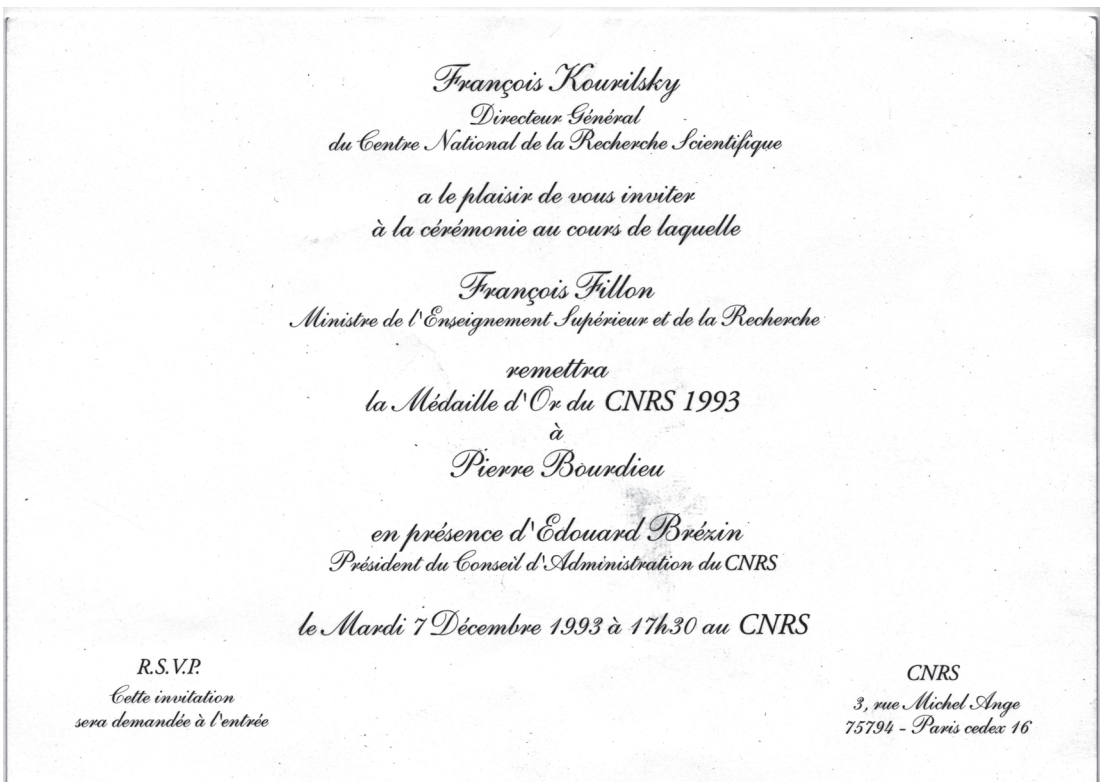 François Kourilsky
Directeur Général
du Centre National de la Recherche Scientifique
a le plaisir de vous inviter
à la cérémonie au cours de laquelle
François Fillon
Ministre de l'Enseignement Supérieur et de la Recherche
remettra
la Médaille d'Or du CNRS 1993
à
Pierre Bourdieu
en présence d'Edouard Brézin
Président du Conseil d'Administration du CNRS
le Mardi 7 Décembre 1993 à 17h30 au CNRS
R.S.V.P.
Cette invitation
sera demandée à l'entrée
CNRS
3, rue Michel Ange
75794 - Paris cedex 16